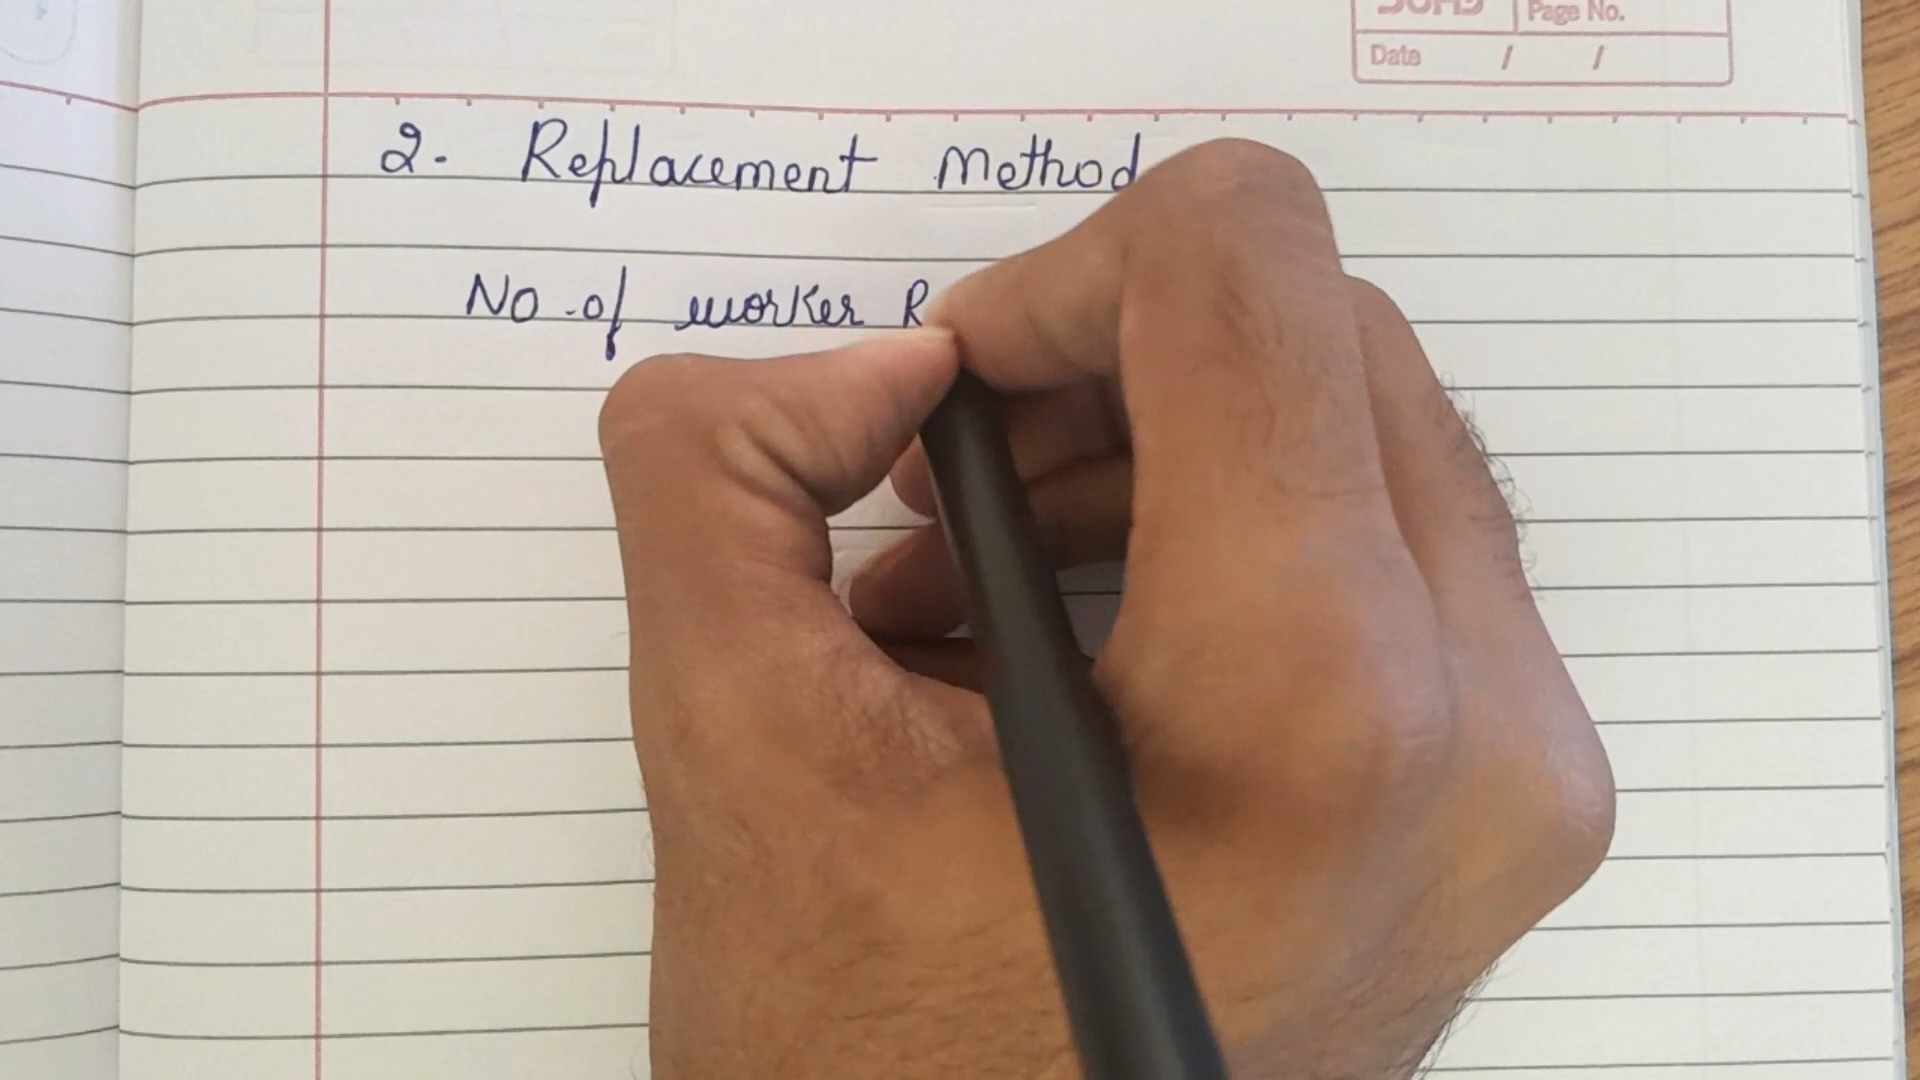 Page No.
Date / /
2. Replacement Method
No. of worker R